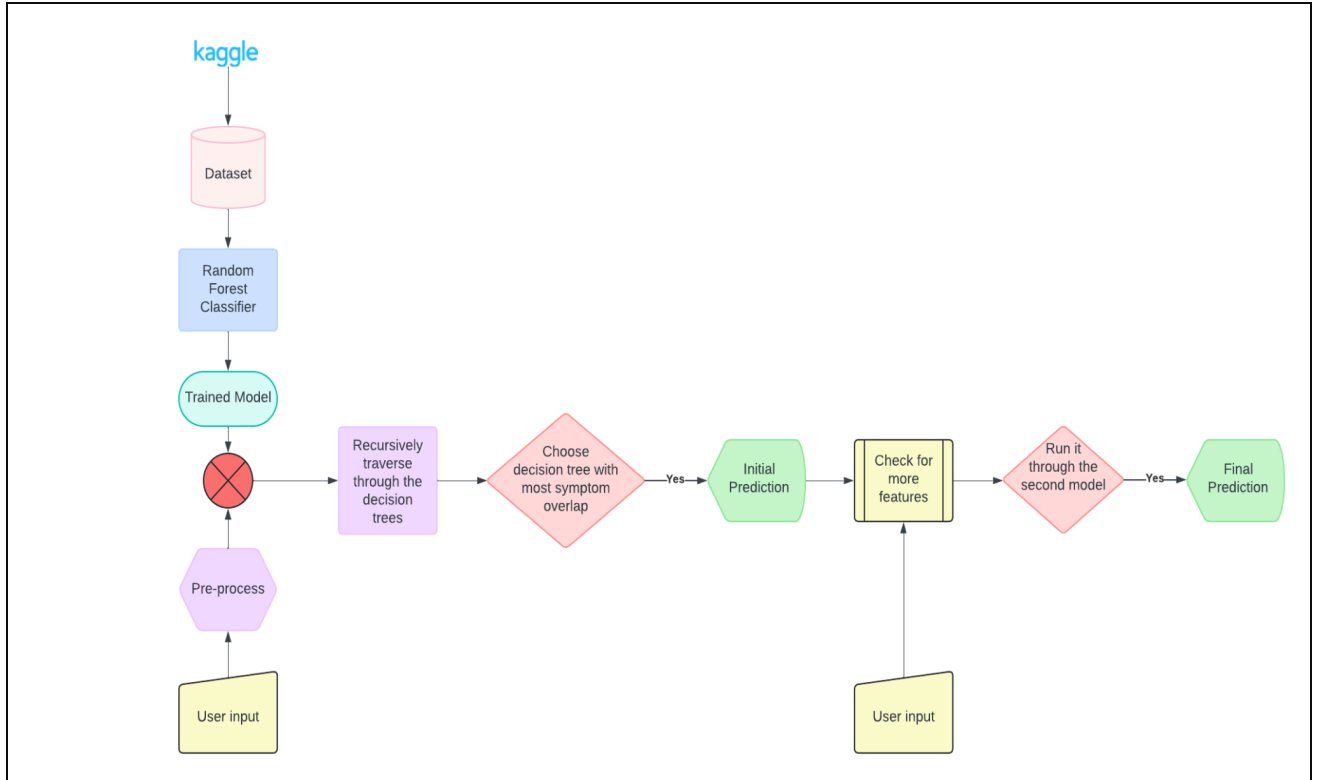 kaggle
Dataset
Random
Forest
Classifier
Trained Model
Recursively
traverse
through the
decision
trees
Choose
decision tree with
most symptom
overlap
Yes
Initial
Prediction
Check for
more
features
Run it
through the
second model
Yes
Final
Prediction
Pre-process
User input
User input